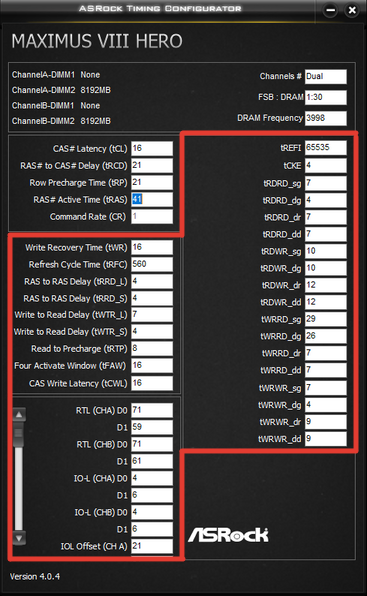 ASRock Timing Configurator
MAXIMUS VIII HERO
ChannelA-DIMM1 None
ChannelA-DIMM2 8192MB
ChannelB-DIMM1 None
ChannelB-DIMM2 8192MB
Channels # Dual
FSB : DRAM 1:30
DRAM Frequency 3998
CAS# Latency (tCL) 16
RAS# to CAS# Delay (tRCD) 21
Row Precharge Time (tRP) 21
RAS# Active Time (tRAS) 41
Command Rate (CR) 1
Write Recovery Time (tWR) 16
Refresh Cycle Time (tRFC) 560
RAS to RAS Delay (tRRD_L) 4
RAS to RAS Delay (tRRD_S) 4
Write to Read Delay (tWTR_L) 7
Write to Read Delay (tWTR_S) 4
Read to Precharge (tRTP) 8
Four Activate Window (tFAW) 16
CAS Write Latency (tCWL) 16
RTL (CHA) D0 71
D1 59
RTL (CHB) D0 71
D1 61
IO-L (CHA) D0 4
D1 6
IO-L (CHB) D0 4
D1 6
IOL Offset (CH A) 21
tREFI 65535
tCKE 4
tRDRD_sg 7
tRDRD_dg 4
tRDRD_dr 7
tRDRD_dd 7
tRDWR_sg 10
tRDWR_dg 10
tRDWR_dr 12
tRDWR_dd 12
tWRRD_sg 29
tWRRD_dg 26
tWRRD_dr 7
tWRRD_dd 7
tWRWR_sg 7
tWRWR_dg 4
tWRWR_dr 9
tWRWR_dd 9
ASRock
Version 4.0.4